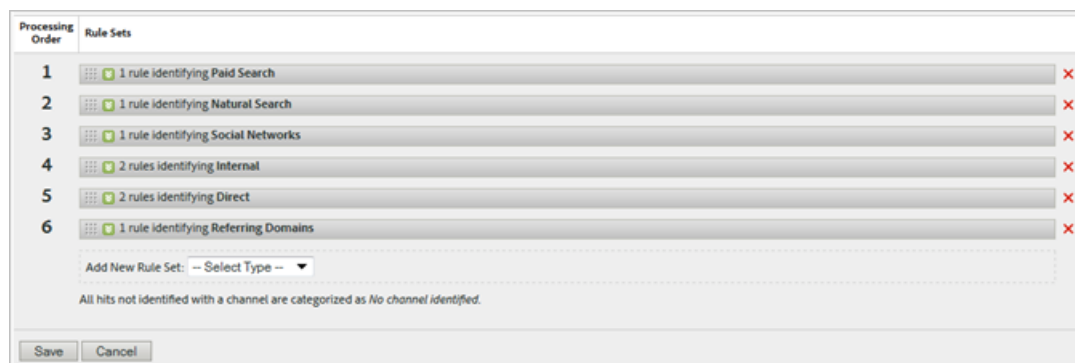 Processing Order Rule Sets
1 1 rule identifying Paid Search
2 1 rule identifying Natural Search
3 1 rule identifying Social Networks
4 2 rules identifying Internal
5 2 rules identifying Direct
6 1 rule identifying Referring Domains
Add New Rule Set: -- Select Type --
All hits not identified with a channel are categorized as No channel identified.
Save Cancel